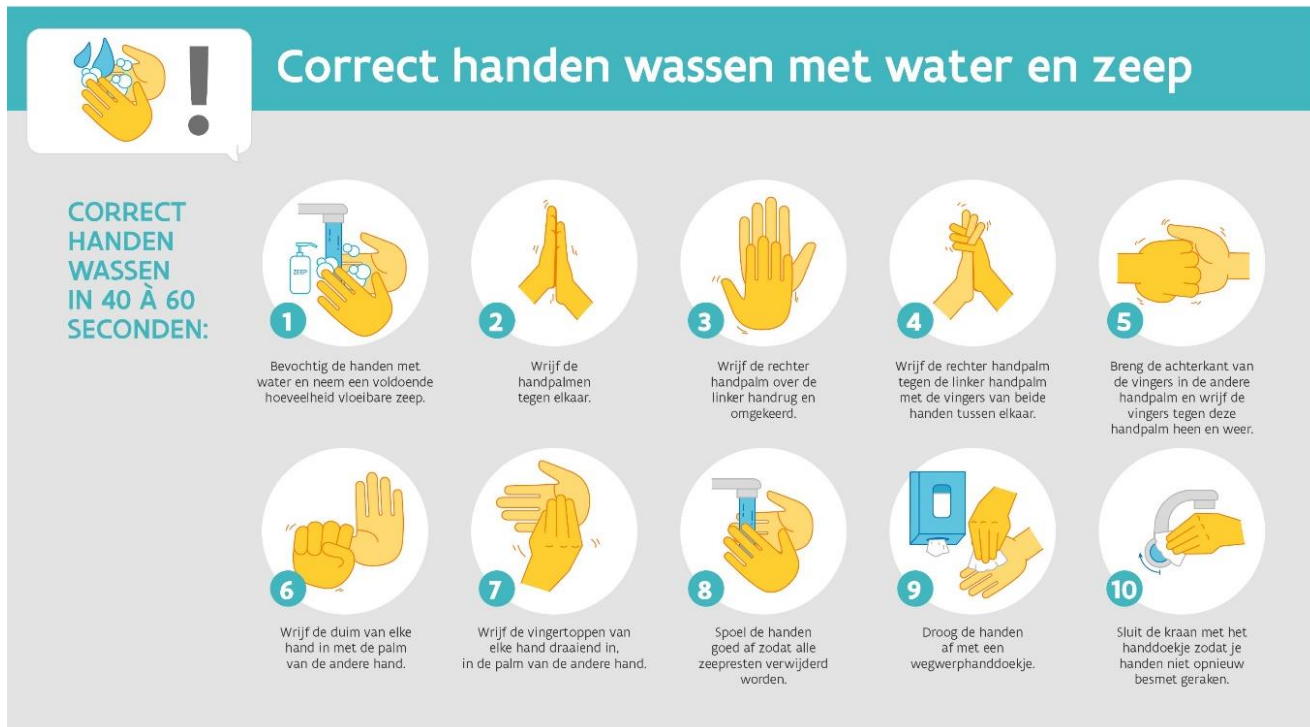 Correct handen wassen met water en zeep
CORRECT
HANDEN
WASSEN
IN 40 À 60
SECONDEN:
ZEEP
1
Bevochtig de handen met
water en neem een voldoende
hoeveelheid vloeibare zeep.
2
Wrijf de
handpalmen
tegen elkaar.
3
Wrijf de rechter
handpalm over de
linker handrug en
omgekeerd.
4
Wrijf de rechter handpalm
tegen de linker handpalm
met de vingers van beide
handen tussen elkaar.
5
Breng de achterkant van
de vingers in de andere
handpalm en wrijf de
vingers tegen deze
handpalm heen en weer.
6
Wrijf de duim van elke
hand in met de palm
van de andere hand.
7
Wrijf de vingertoppen van
elke hand draaiend in,
in de palm van de andere hand.
8
Spoel de handen
goed af zodat alle
zeepresten verwijderd
worden.
9
Droog de handen
af met een
wegwerphanddoekje.
10
Sluit de kraan met het
handdoekje zodat je
handen niet opnieuw
besmet geraken.